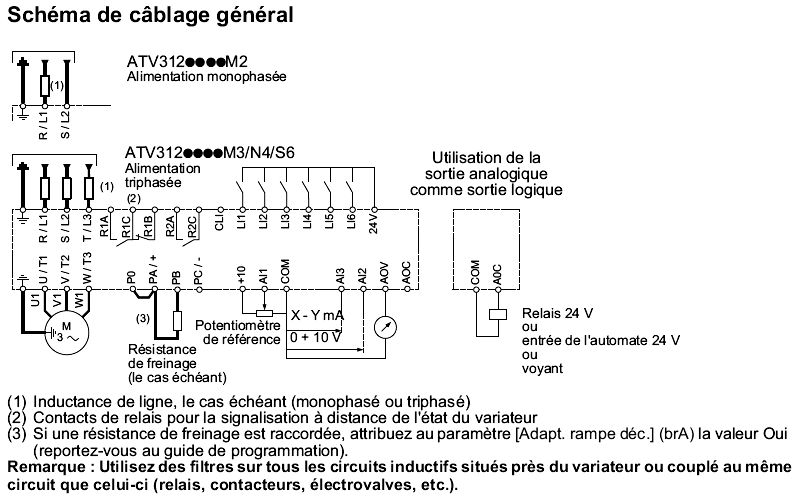 Schéma de câblage général
ATV312●●●●M2
Alimentation monophasée
(1)
R / L1
S / L2
ATV312●●●●M3/N4/S6
Alimentation
triphasée
(1)
(2)
Utilisation de la
sortie analogique
comme sortie logique
R / L1
S / L2
T / L3
R1A
R1C
R1B
R2A
R2C
CLI
LI1
LI2
LI3
LI4
LI5
LI6
24V
U / T1
V / T2
W / T3
P0
PA / +
PB
PC / -
+10
AI1
COM
AI3
AI2
AOV
AOC
COM
A0C
U1
V1
W1
M
3
(3)
Potentiomètre
de référence
X - Y mA
0 + 10 V
Relais 24 V
ou
entrée de l'automate 24 V
ou
voyant
Résistance
de freinage
(le cas échéant)
(1) Inductance de ligne, le cas échéant (monophasé ou triphasé)
(2) Contacts de relais pour la signalisation à distance de l'état du variateur
(3) Si une résistance de freinage est raccordée, attribuez au paramètre [Adapt. rampe déc.] (brA) la valeur Oui
(reportez-vous au guide de programmation).
Remarque : Utilisez des filtres sur tous les circuits inductifs situés près du variateur ou couplé au même
circuit que celui-ci (relais, contacteurs, électrovalves, etc.).